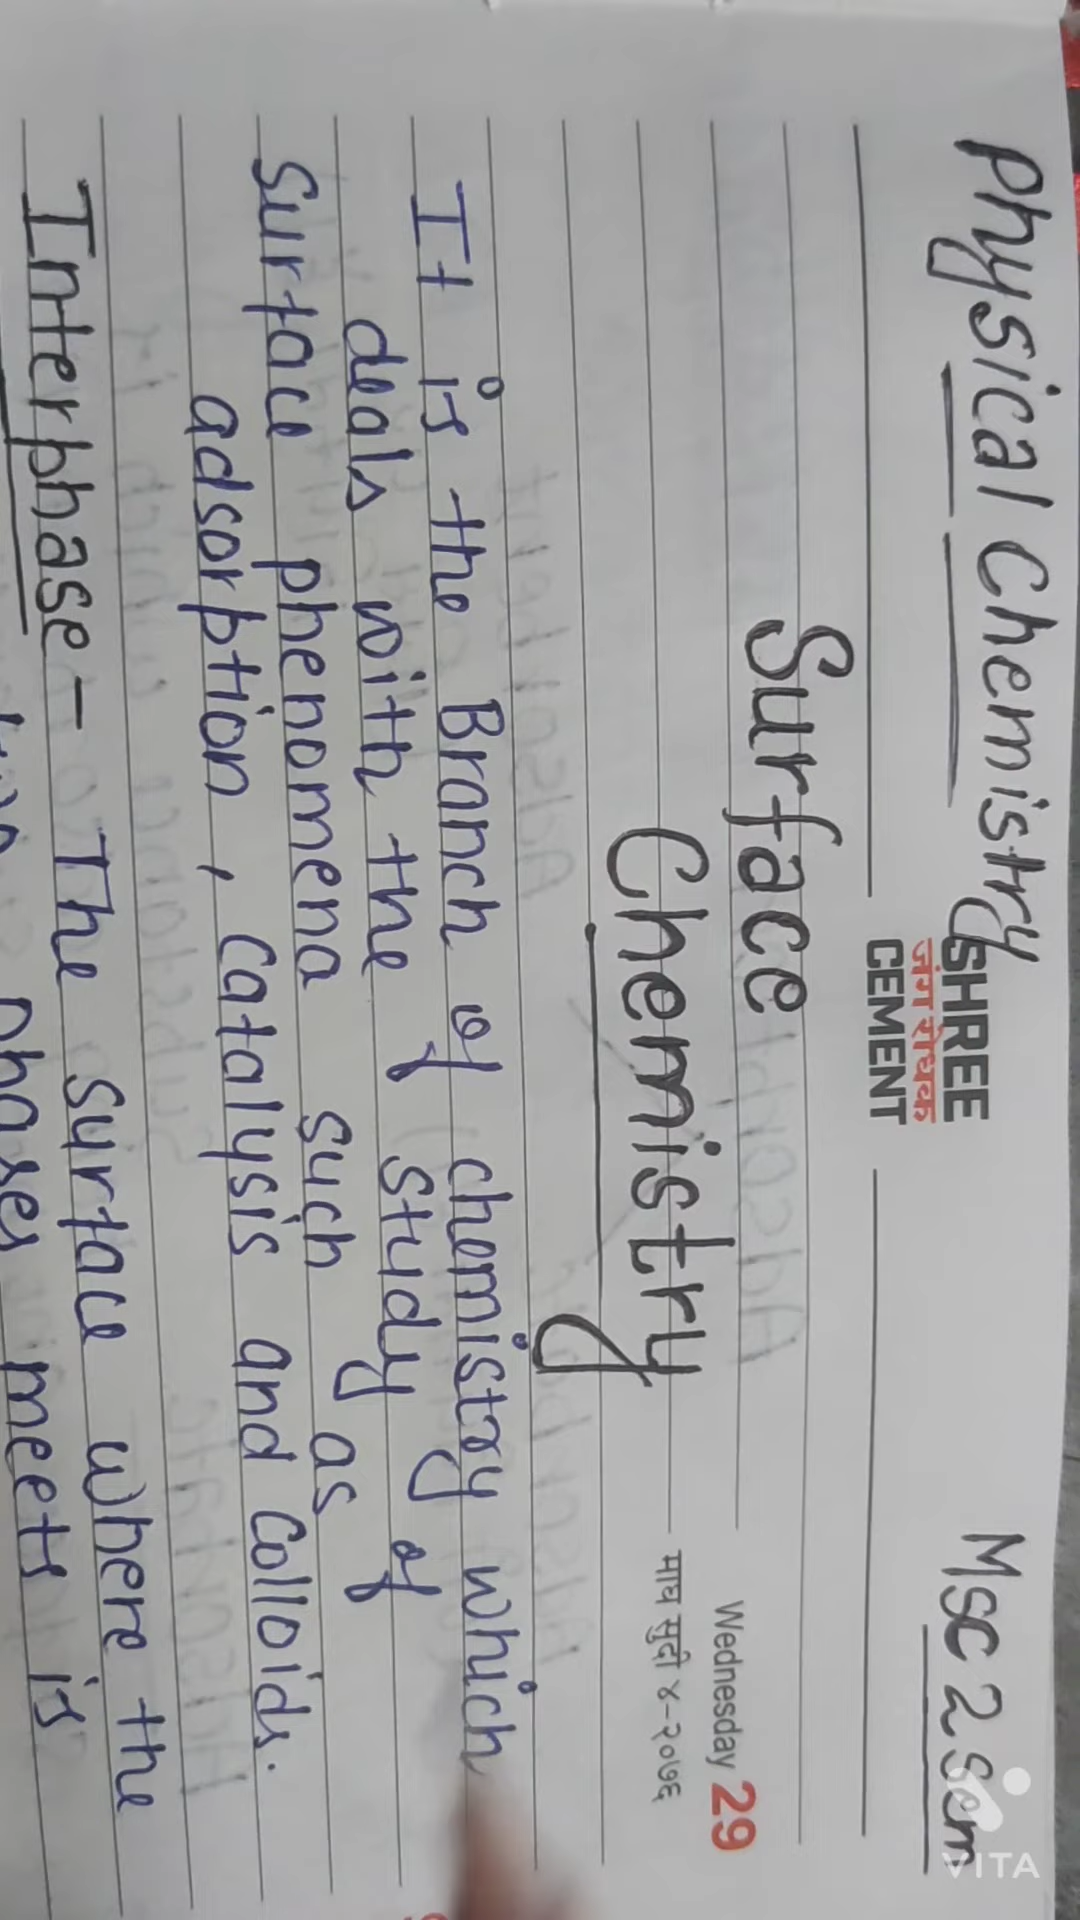 Physical Chemistry
MSC 2 Sem
SHREE
जंग रोधक
CEMENT
Wednesday 29
माघ सुदी ४-२०७६
Surface
Chemistry
It is the Branch of chemistry which
deals with the study of
Surface phenomena such as
adsorption, Catalysis and Colloids.
Interphase- The surface where the
phases meets is
VITA